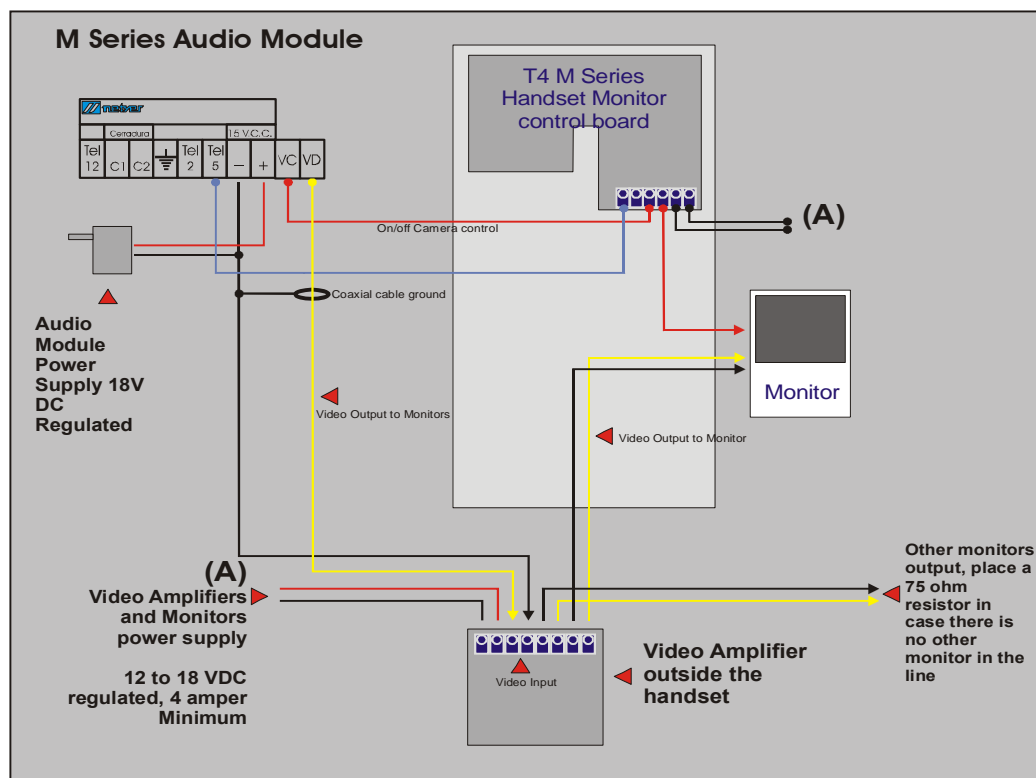 M Series Audio Module
T4 M Series
Handset Monitor
control board
neber
Cerradura
15 V.C.C.
Tel 12
C1
C2
Tel 2
Tel 5
–
+
VC
VD
(A)
On/off Camera control
Coaxial cable ground
Audio
Module
Power
Supply 18V
DC
Regulated
Monitor
Video Output to Monitors
Video Output to Monitor
(A)
Video Amplifiers
and Monitors
power supply
12 to 18 VDC
regulated, 4 amper
Minimum
Other monitors
output, place a
75 ohm
resistor in
case there is
no other
monitor in the
line
Video Input
Video Amplifier
outside the
handset